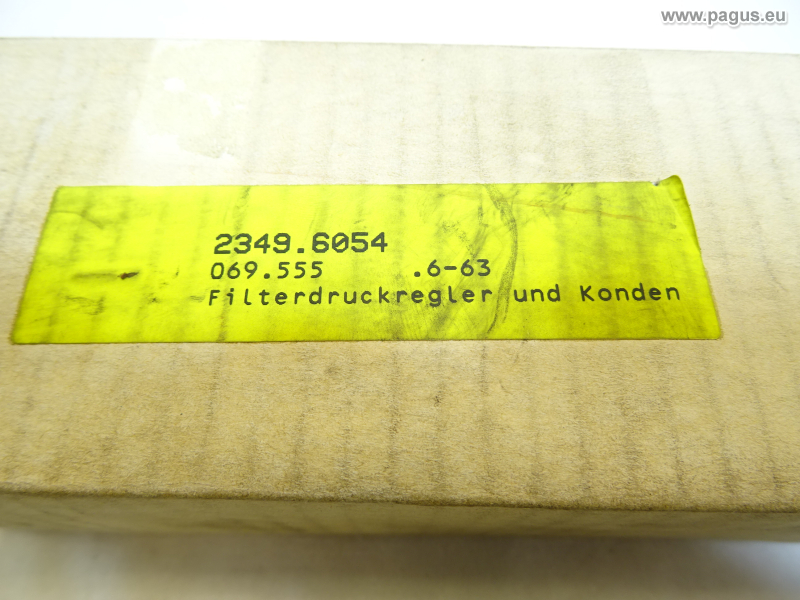 www.pagus.eu
2349.6054
069.555 .6-63
Filterdruckregler und Konden